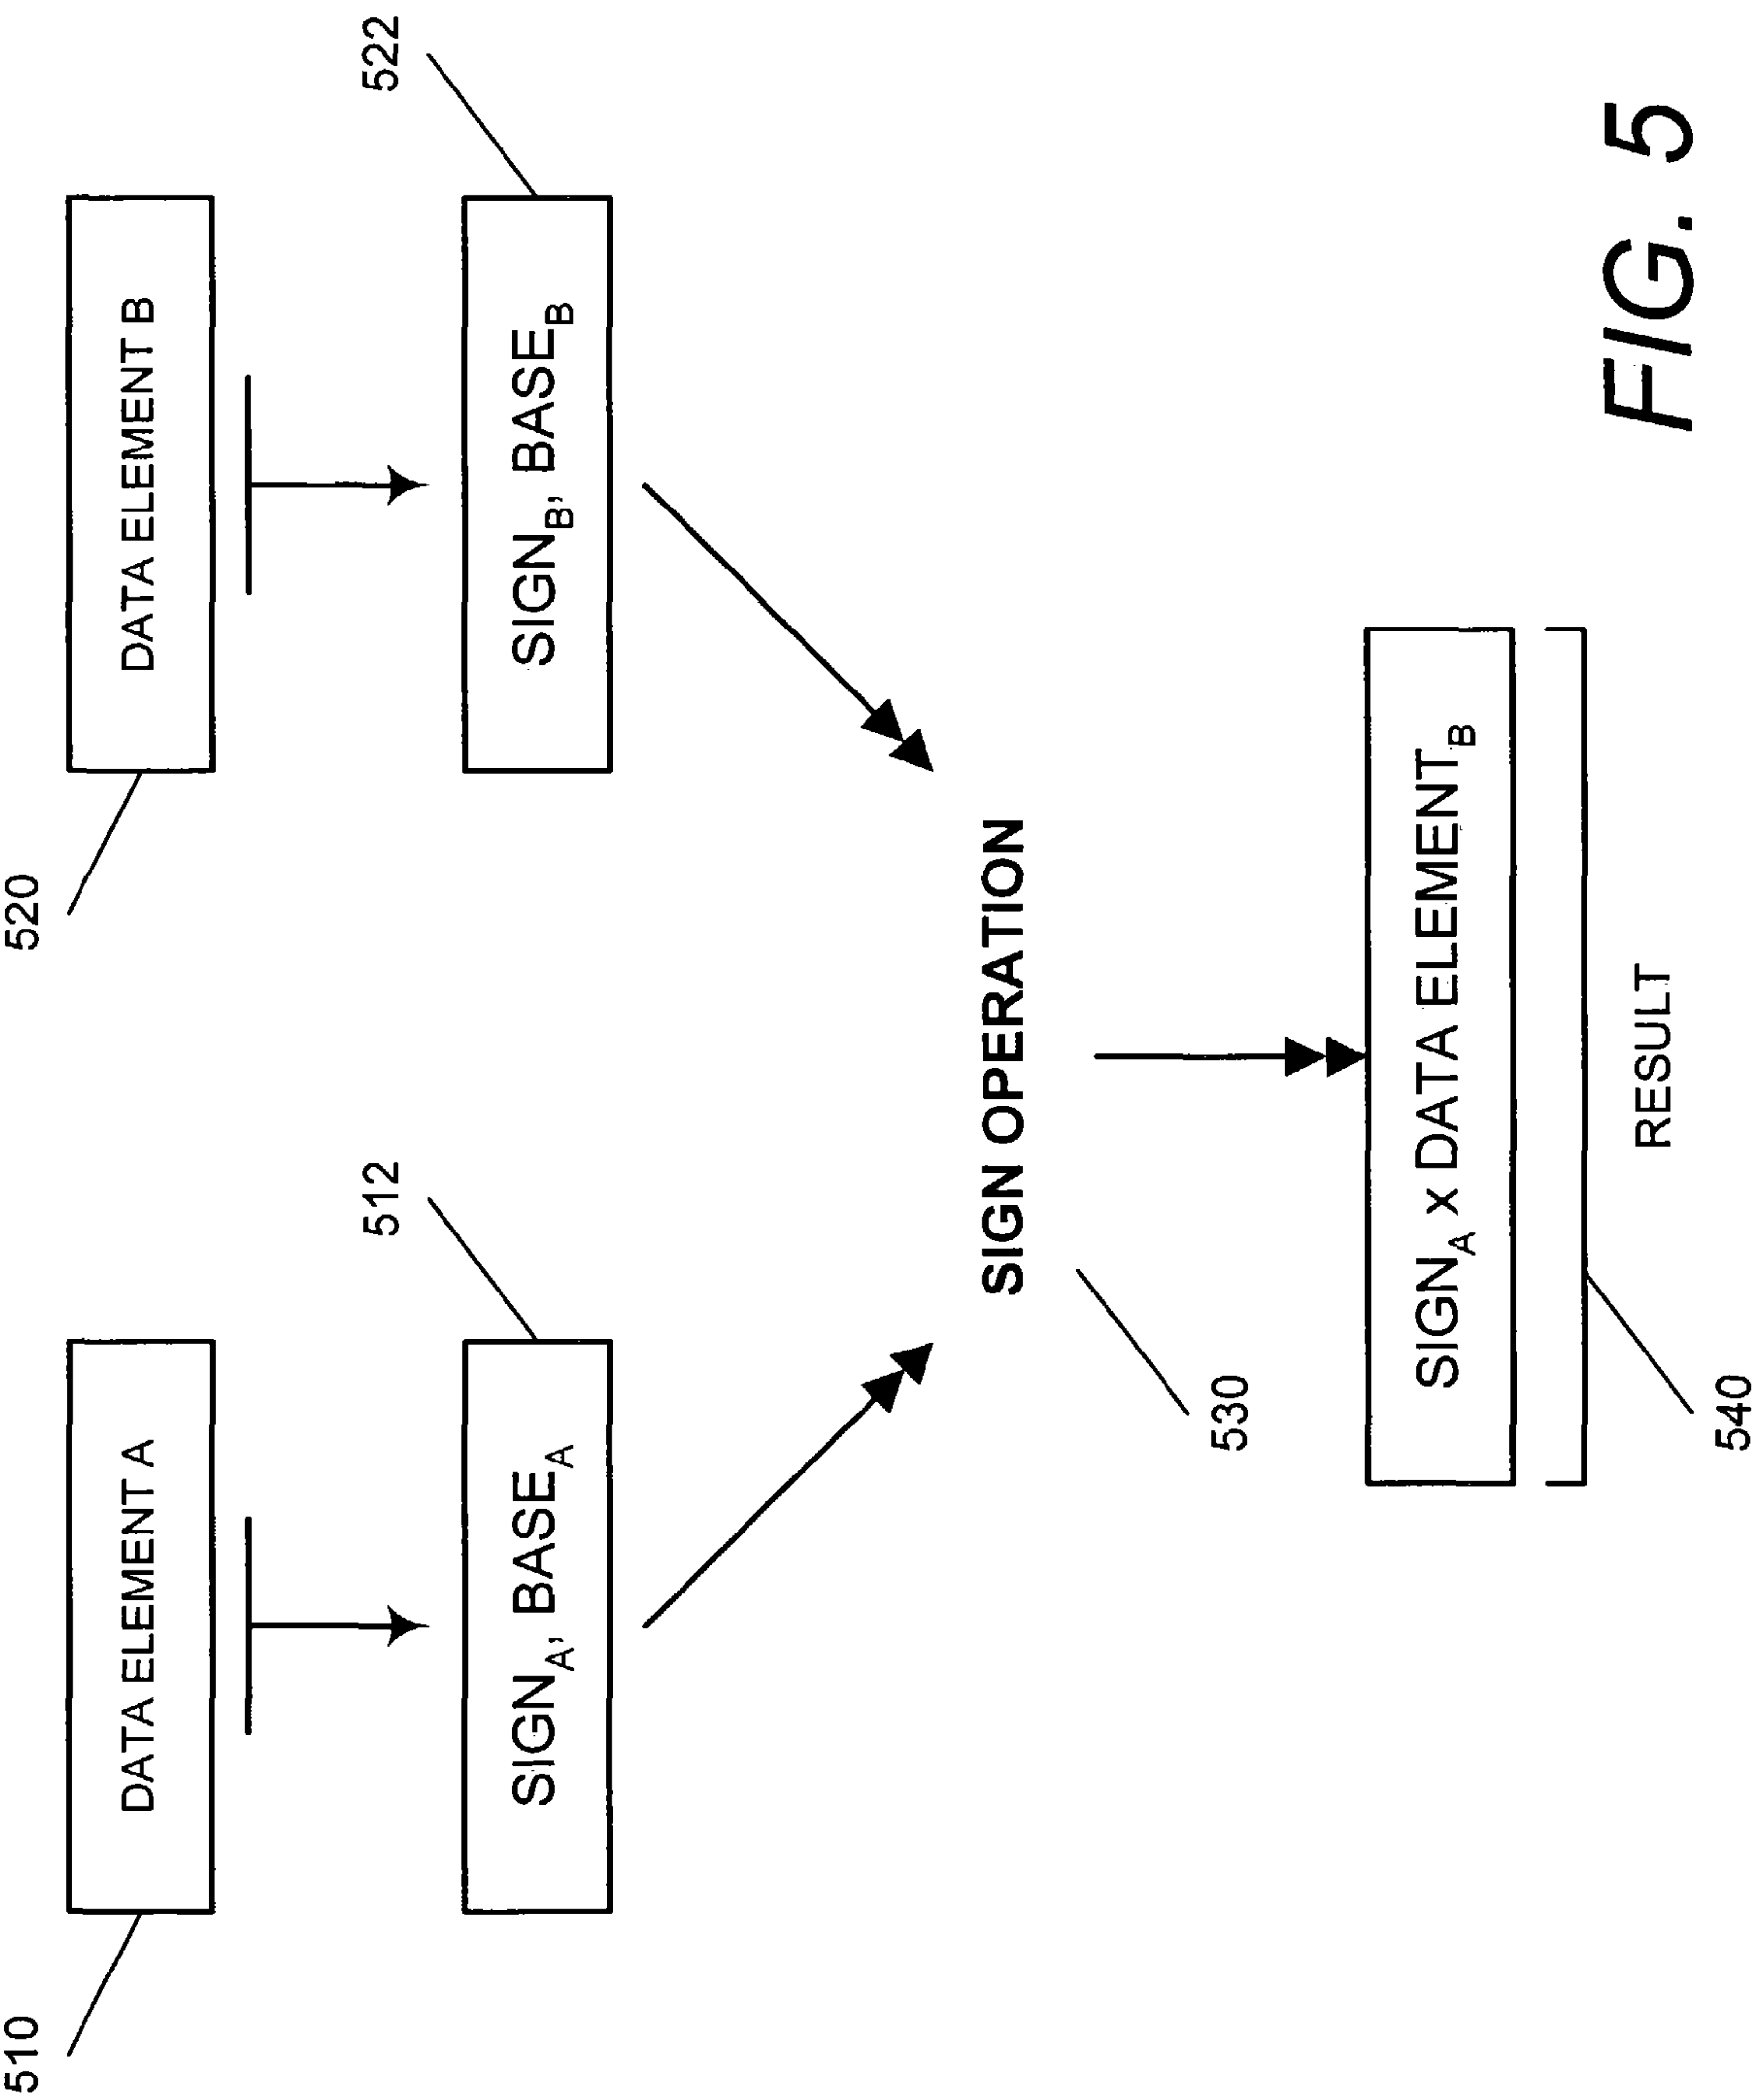 510
520
DATA ELEMENT A
DATA ELEMENT B
512
522
SIGN_A, BASE_A
SIGN_B, BASE_B
SIGN OPERATION
530
SIGN_A x DATA ELEMENT_B
RESULT
540
FIG. 5